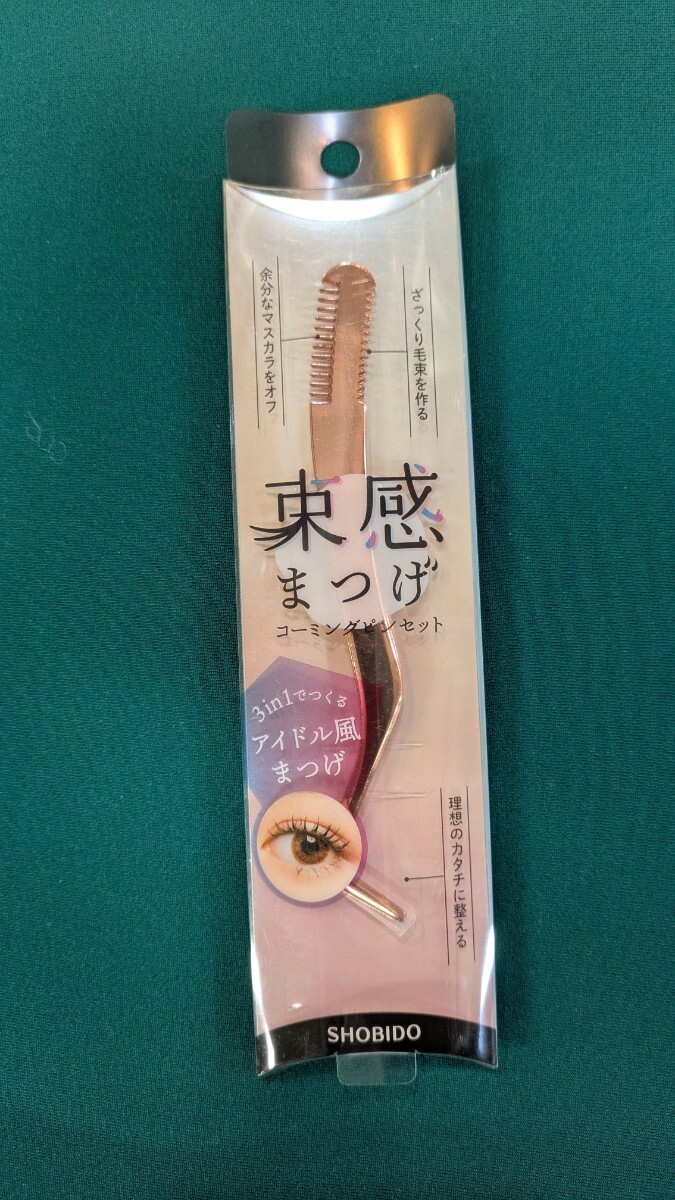 余分なマスカラをオフ
ざっくり毛束を作る
束感
まつげ
コーミングピンセット
3in1でつくる
アイドル風
まつげ
理想のカタチに整える
SHOBIDO